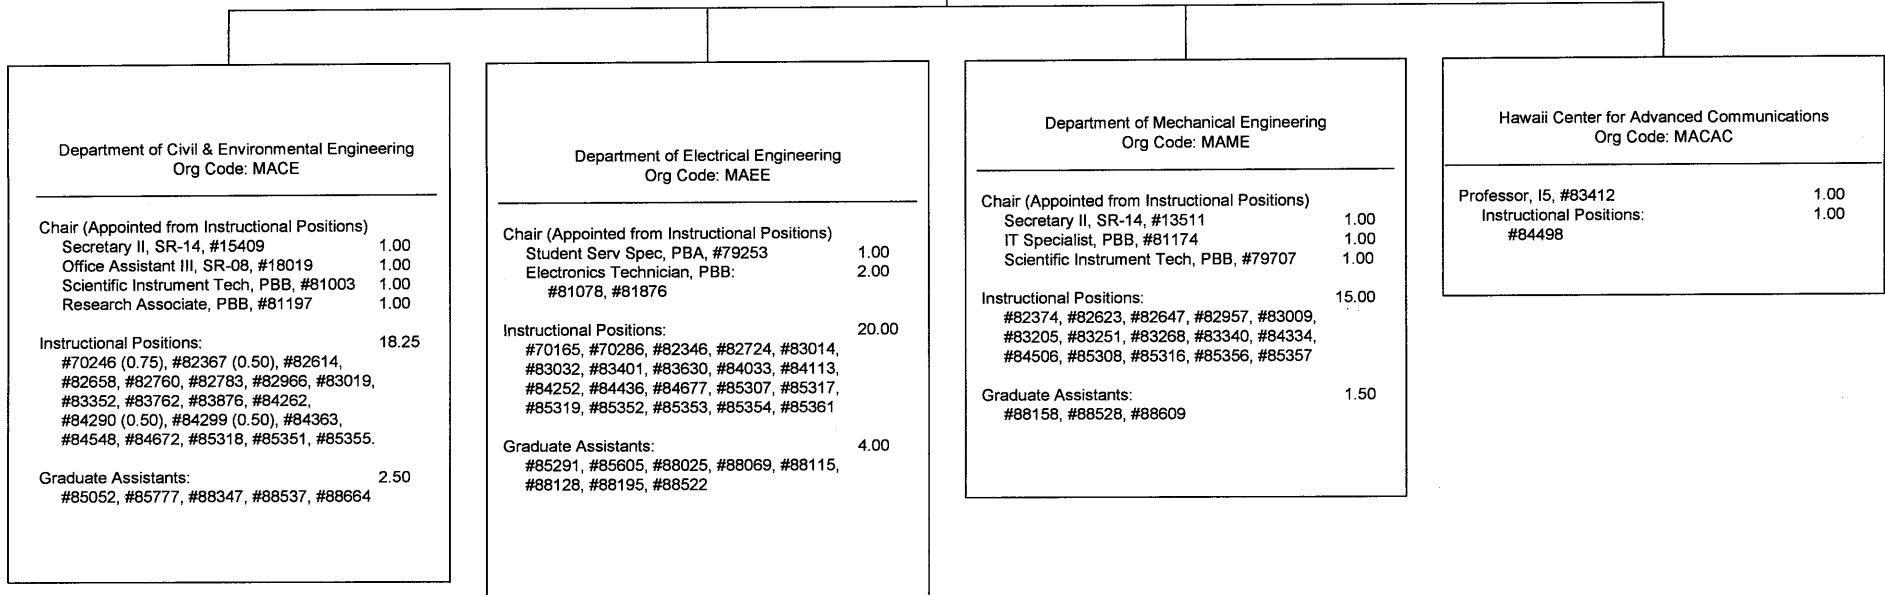 Department of Civil & Environmental Engineering
Org Code: MACE
Chair (Appointed from Instructional Positions)
Secretary II, SR-14, #15409 1.00
Office Assistant III, SR-08, #18019 1.00
Scientific Instrument Tech, PBB, #81003 1.00
Research Associate, PBB, #81197 1.00
Instructional Positions: 18.25
#70246 (0.75), #82367 (0.50), #82614,
#82658, #82760, #82783, #82966, #83019,
#83352, #83762, #83876, #84262,
#84290 (0.50), #84299 (0.50), #84363,
#84548, #84672, #85318, #85351, #85355.
Graduate Assistants: 2.50
#85052, #85777, #88347, #88537, #88664
Department of Electrical Engineering
Org Code: MAEE
Chair (Appointed from Instructional Positions)
Student Serv Spec, PBA, #79253 1.00
Electronics Technician, PBB: 2.00
#81078, #81876
Instructional Positions: 20.00
#70165, #70286, #82346, #82724, #83014,
#83032, #83401, #83630, #84033, #84113,
#84252, #84436, #84677, #85307, #85317,
#85319, #85352, #85353, #85354, #85361
Graduate Assistants: 4.00
#85291, #85605, #88025, #88069, #88115,
#88128, #88195, #88522
Department of Mechanical Engineering
Org Code: MAME
Chair (Appointed from Instructional Positions)
Secretary II, SR-14, #13511 1.00
IT Specialist, PBB, #81174 1.00
Scientific Instrument Tech, PBB, #79707 1.00
Instructional Positions: 15.00
#82374, #82623, #82647, #82957, #83009,
#83205, #83251, #83268, #83340, #84334,
#84506, #85308, #85316, #85356, #85357
Graduate Assistants: 1.50
#88158, #88528, #88609
Hawaii Center for Advanced Communications
Org Code: MACAC
Professor, I5, #83412 1.00
Instructional Positions: 1.00
#84498